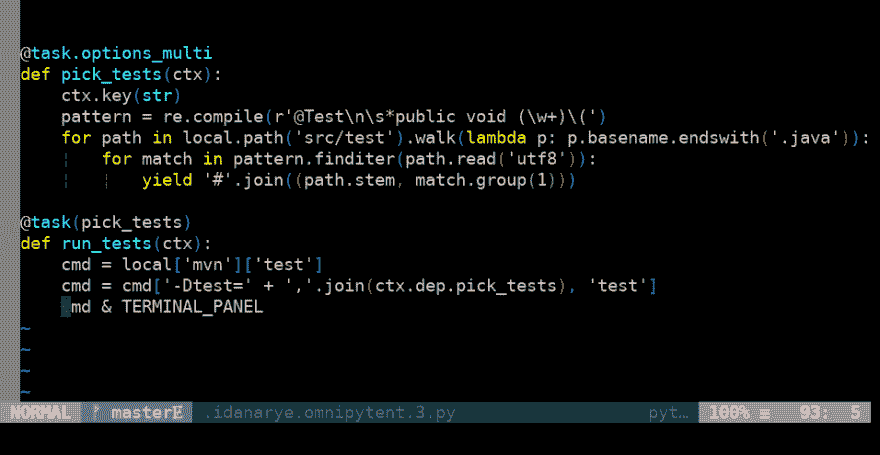 @task.options_multi
def pick_tests(ctx):
    ctx.key(str)
    pattern = re.compile(r'@Test\n\s*public void (\w+)\(')
    for path in local.path('src/test').walk(lambda p: p.basename.endswith('.java')):
    ¦   for match in pattern.finditer(path.read('utf8')):
    ¦   ¦   yield '#'.join((path.stem, match.group(1)))

@task(pick_tests)
def run_tests(ctx):
    cmd = local['mvn']['test']
    cmd = cmd['-Dtest=' + ','.join(ctx.dep.pick_tests), 'test']
    cmd & TERMINAL_PANEL
~
~
~
~
NORMAL masterE .idanarye.omnipytent.3.py pyt… 100% ≡ 93: 5